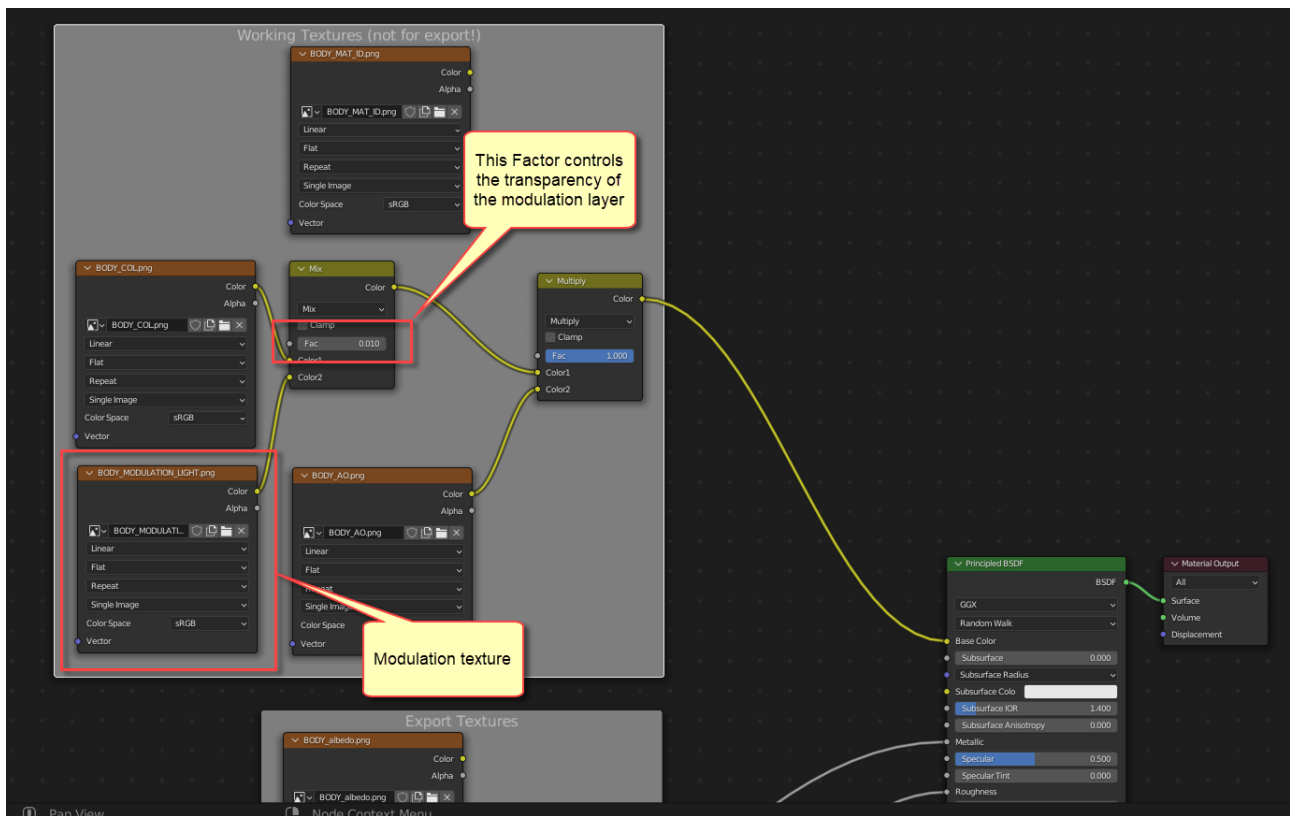 Working Textures (not for export!)
BODY_MAT_ID.png
Color
Alpha
BODY_MAT_ID.png
Linear
Flat
Repeat
Single Image
Color Space sRGB
Vector
This Factor controls
the transparency of
the modulation layer
BODY_COL.png
Color
Alpha
BODY_COL.png
Linear
Flat
Repeat
Single Image
Color Space sRGB
Vector
Mix
Color
Mix
Clamp
Fac 0.010
Color1
Color2
Multiply
Color
Multiply
Clamp
Fac 1.000
Color1
Color2
BODY_MODULATION_LIGHT.png
Color
Alpha
BODY_MODULATI...
Linear
Flat
Repeat
Single Image
Color Space sRGB
Vector
BODY_AO.png
Color
Alpha
BODY_AO.png
Linear
Flat
Repeat
Single Image
Color Space
Vector
Modulation texture
Principled BSDF
BSDF
GGX
Random Walk
Base Color
Subsurface 0.000
Subsurface Radius
Subsurface Colo
Subsurface IOR 1.400
Subsurface Anisotropy 0.000
Metallic
Specular 0.500
Specular Tint 0.000
Roughness
Material Output
All
Surface
Volume
Displacement
Export Textures
BODY_albedo.png
Color
Alpha
BODY_albedo.png
Pan View
Node Context Menu